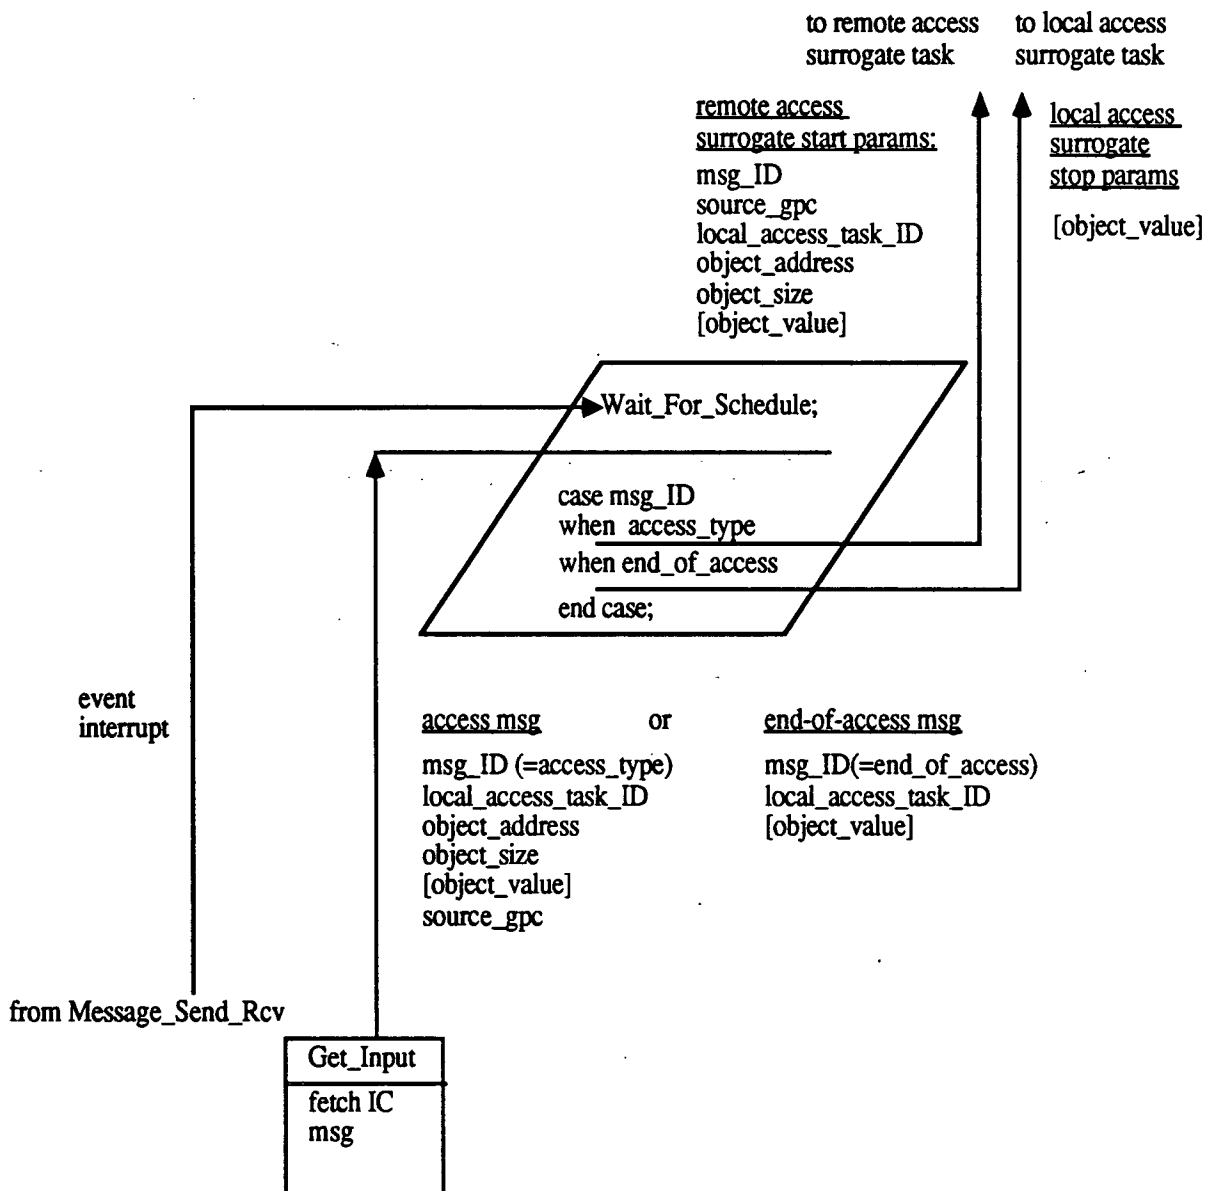 to remote access
surrogate task
to local access
surrogate task
remote access
surrogate start params:
msg_ID
source_gpc
local_access_task_ID
object_address
object_size
[object_value]
local access
surrogate
stop params
[object_value]
Wait_For_Schedule;
case msg_ID
when access_type
when end_of_access
end case;
event
interrupt
access msg
or
end-of-access msg
msg_ID (=access_type)
local_access_task_ID
object_address
object_size
[object_value]
source_gpc
msg_ID(=end_of_access)
local_access_task_ID
[object_value]
from Message_Send_Rcv
Get_Input
fetch IC
msg